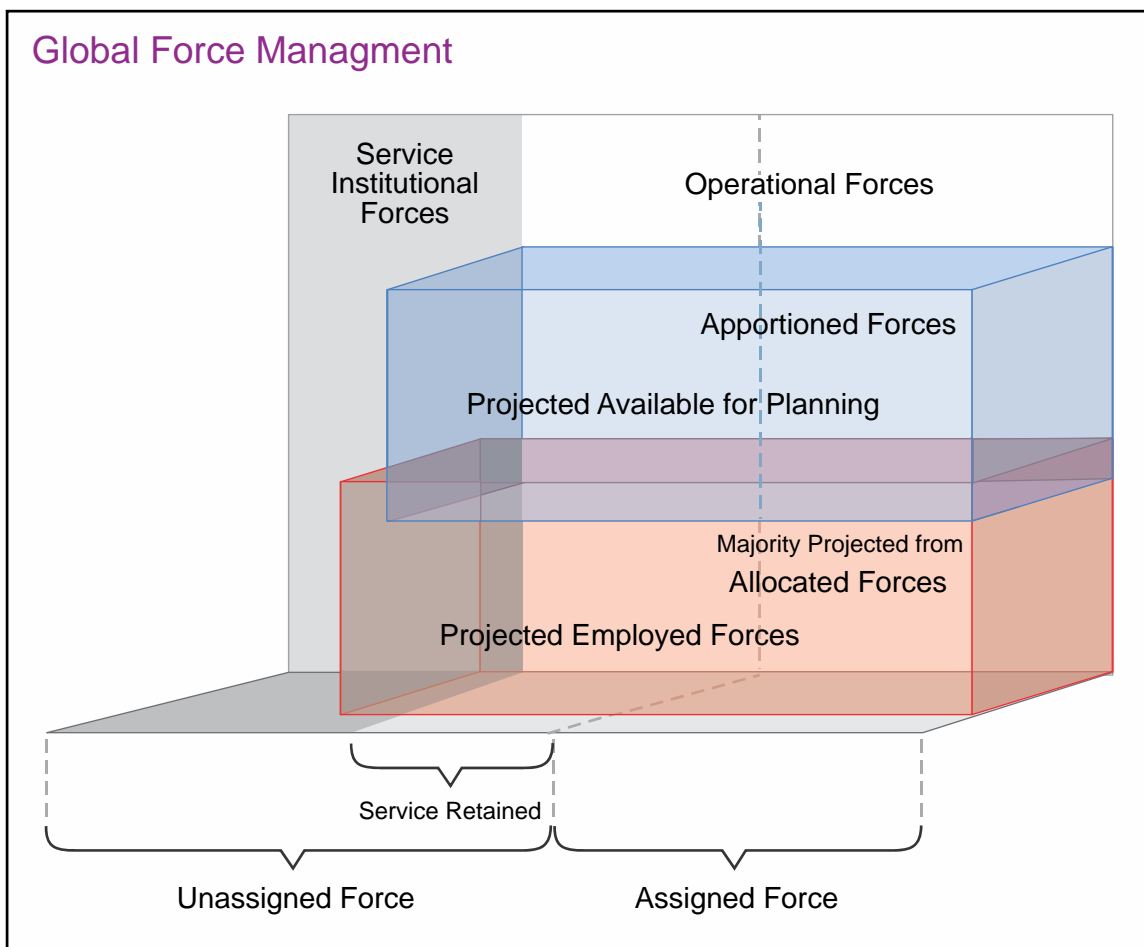 Global Force Managment
Service
Institutional
Forces
Operational Forces
Apportioned Forces
Projected Available for Planning
Majority Projected from
Allocated Forces
Projected Employed Forces
Service Retained
Unassigned Force
Assigned Force